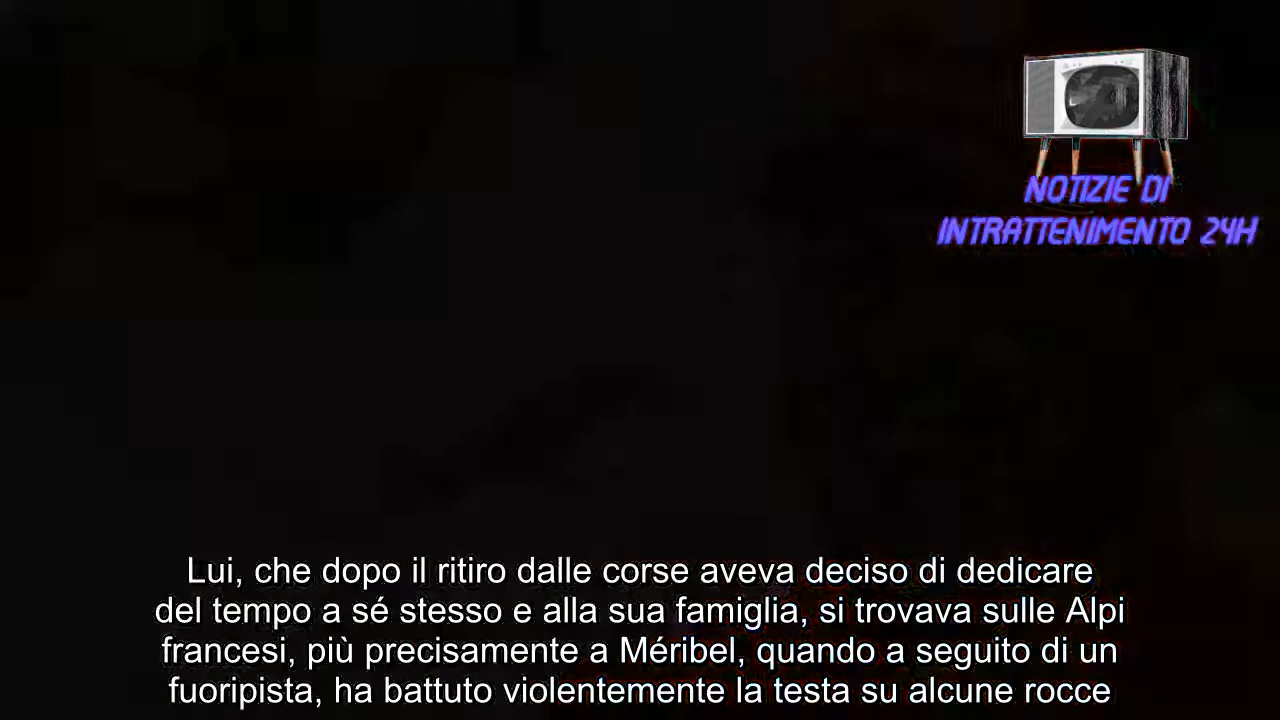 NOTIZIE DI
INTRATTENIMENTO 24H
Lui, che dopo il ritiro dalle corse aveva deciso di dedicare
del tempo a sé stesso e alla sua famiglia, si trovava sulle Alpi
francesi, più precisamente a Méribel, quando a seguito di un
fuoripista, ha battuto violentemente la testa su alcune rocce